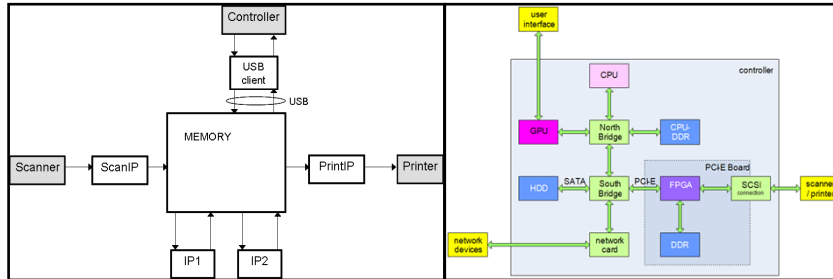 Controller
USB
client
USB
MEMORY
Scanner
ScanIP
PrintIP
Printer
IP1
IP2
user
interface
controller
CPU
GPU
North
Bridge
CPU-
DDR
PCI-E Board
HDD
SATA
South
Bridge
PCI-E
FPGA
SCSI
connection
scanner
/ printer
network
devices
network
card
DDR